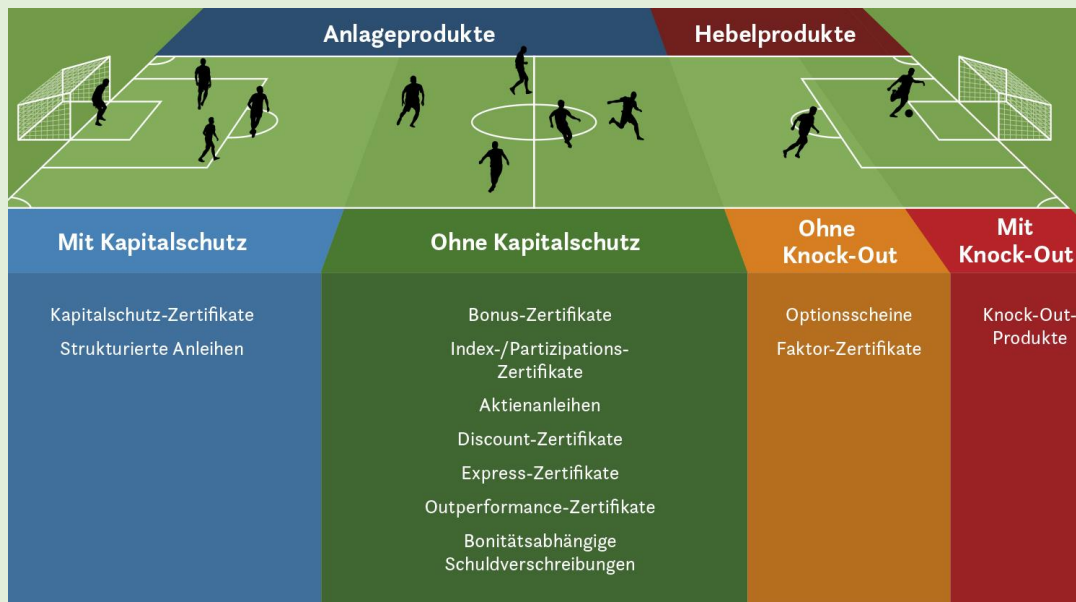 Anlageprodukte
Hebelprodukte
Mit Kapitalschutz
Ohne Kapitalschutz
Ohne
Knock-Out
Mit
Knock-Out
Kapitalschutz-Zertifikate
Strukturierte Anleihen
Bonus-Zertifikate
Index-/Partizipations-
Zertifikate
Aktienanleihen
Discount-Zertifikate
Express-Zertifikate
Outperformance-Zertifikate
Bonitätsabhängige
Schuldverschreibungen
Optionsscheine
Faktor-Zertifikate
Knock-Out-
Produkte